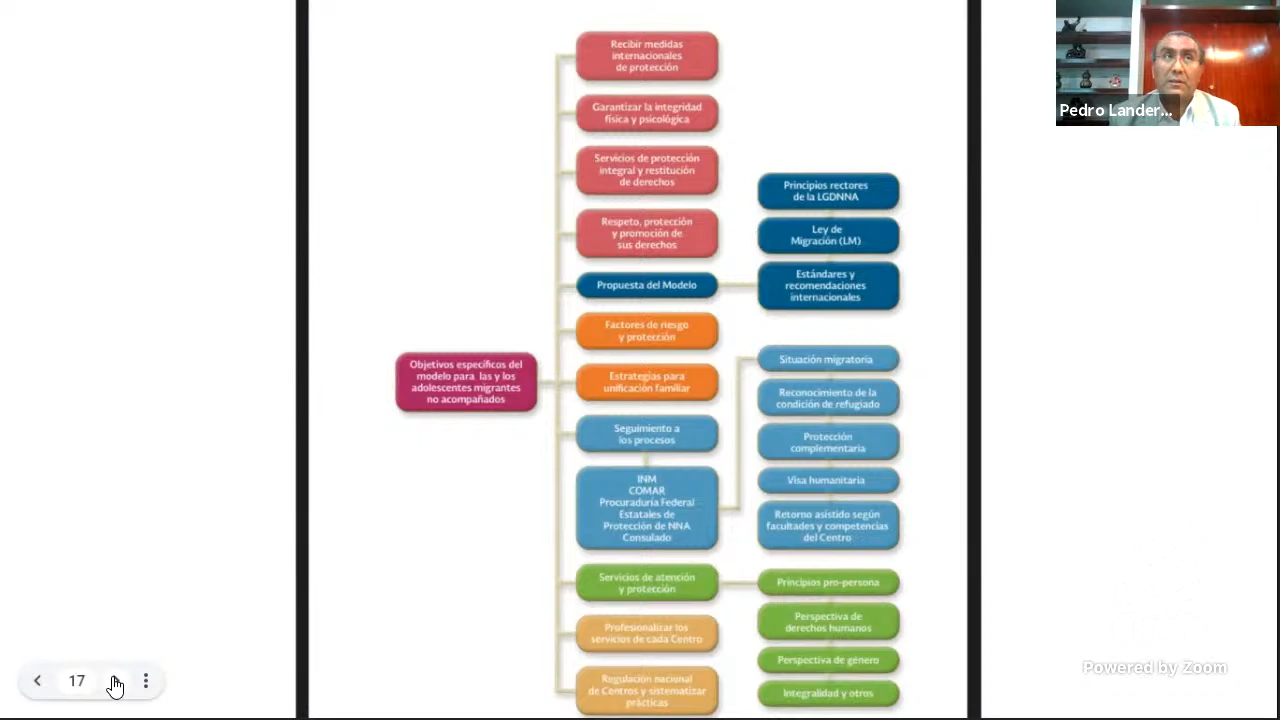 Recibir medidas
internacionales
de protección
Garantizar la integridad
física y psicológica
Servicios de protección
integral y restitución
de derechos
Respeto, protección
y promoción de
sus derechos
Propuesta del Modelo
Principios rectores
de la LGDNNA
Ley de
Migración (LM)
Estándares y
recomendaciones
internacionales
Factores de riesgo
y protección
Objetivos específicos del
modelo para las y los
adolescentes migrantes
no acompañados
Estrategias para
unificación familiar
Seguimiento a
los procesos
INM
COMAR
Procuraduría Federal
Estatales de
Protección de NNA
Consulado
Situación migratoria
Reconocimiento de la
condición de refugiado
Protección
complementaria
Visa humanitaria
Retorno asistido según
facultades y competencias
del Centro
Servicios de atención
y protección
Principios pro-persona
Perspectiva de
derechos humanos
Perspectiva de género
Integralidad y otros
Profesionalizar los
servicios de cada Centro
Regulación nacional
de Centros y sistematizar
prácticas
Pedro Lander...
17
Powered by Zoom